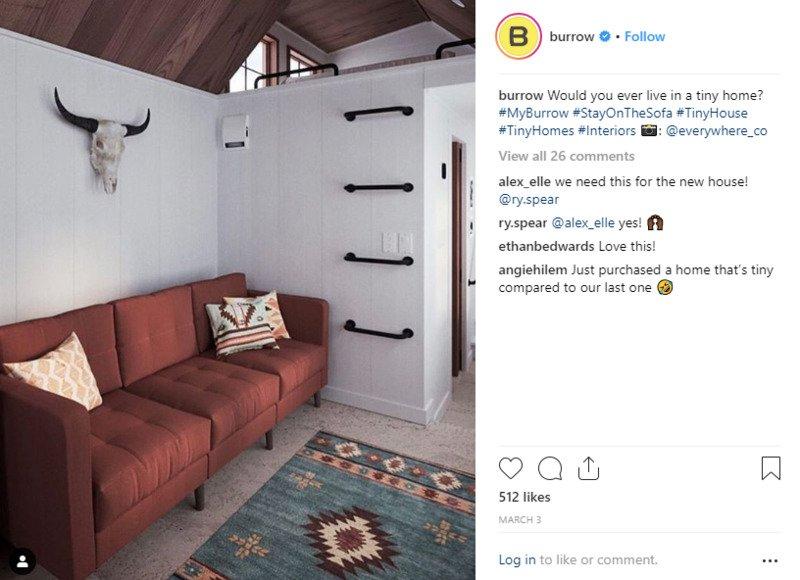 B
burrow • Follow
burrow Would you ever live in a tiny home?
#MyBurrow #StayOnTheSofa #TinyHouse
#TinyHomes #Interiors 📷: @everywhere_co
View all 26 comments
alex_elle we need this for the new house!
@ry.spear
ry.spear @alex_elle yes! 🙌🏿
ethanbedwards Love this!
angiehilem Just purchased a home that's tiny
compared to our last one 🤣
512 likes
MARCH 3
Log in to like or comment.